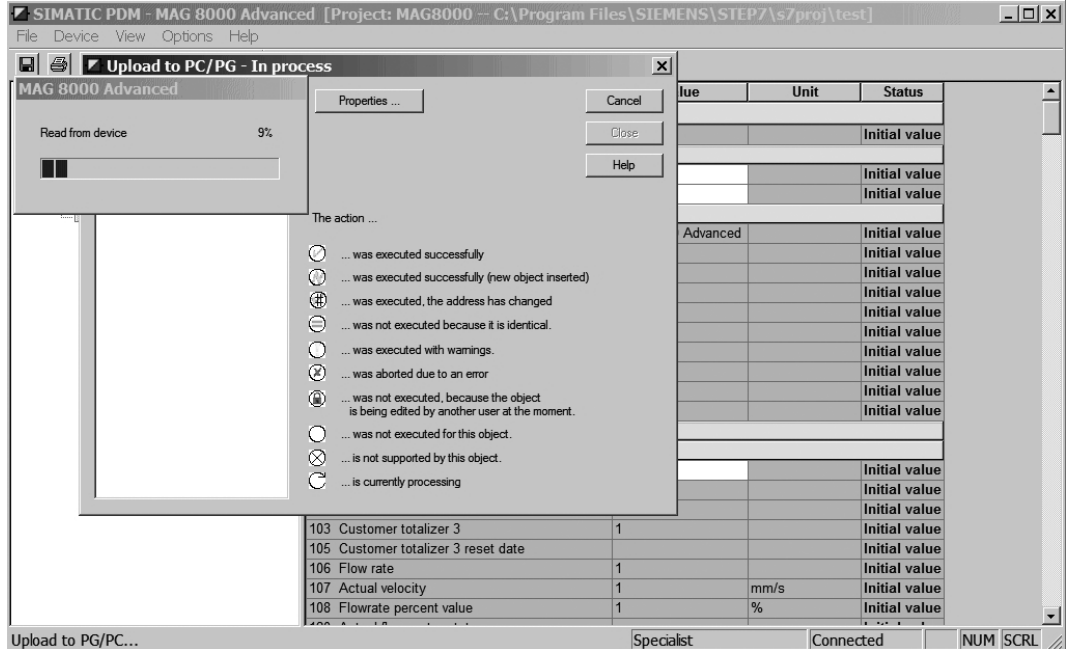 SIMATIC PDM - MAG 8000 Advanced [Project: MAG8000 -- C:\Program Files\SIEMENS\STEP7\s7proj\test]
File Device View Options Help
Upload to PC/PG - In process
MAG 8000 Advanced
Read from device 9%
Properties ...
Cancel
Close
Help
The action ...
... was executed successfully
... was executed successfully (new object inserted)
... was executed, the address has changed
... was not executed because it is identical.
... was executed with warnings.
... was aborted due to an error
... was not executed, because the object
is being edited by another user at the moment.
... was not executed for this object.
... is not supported by this object.
... is currently processing
lue Unit Status
Initial value
Initial value
Initial value
Advanced Initial value
Initial value
Initial value
Initial value
Initial value
Initial value
Initial value
Initial value
Initial value
Initial value
Initial value
Initial value
Initial value
103 Customer totalizer 3 1 Initial value
105 Customer totalizer 3 reset date Initial value
106 Flow rate 1 Initial value
107 Actual velocity 1 mm/s Initial value
108 Flowrate percent value 1 % Initial value
Upload to PG/PC... Specialist Connected NUM SCRL